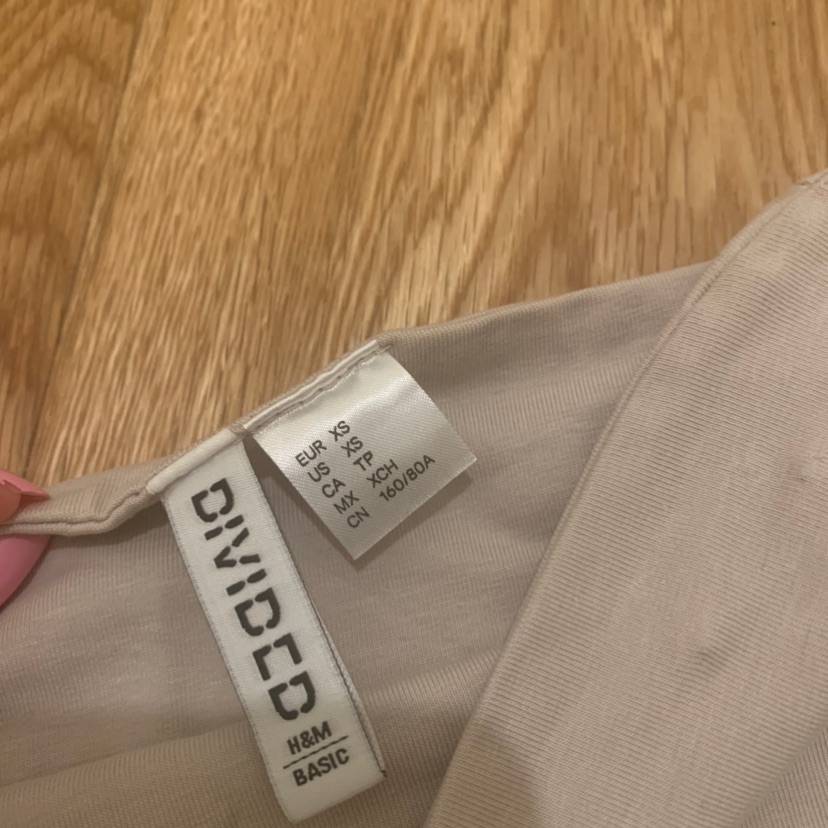 EUR XS
US XS
CA TP
MX XCH
CN 160/80A
DIVIDED
H&M
BASIC